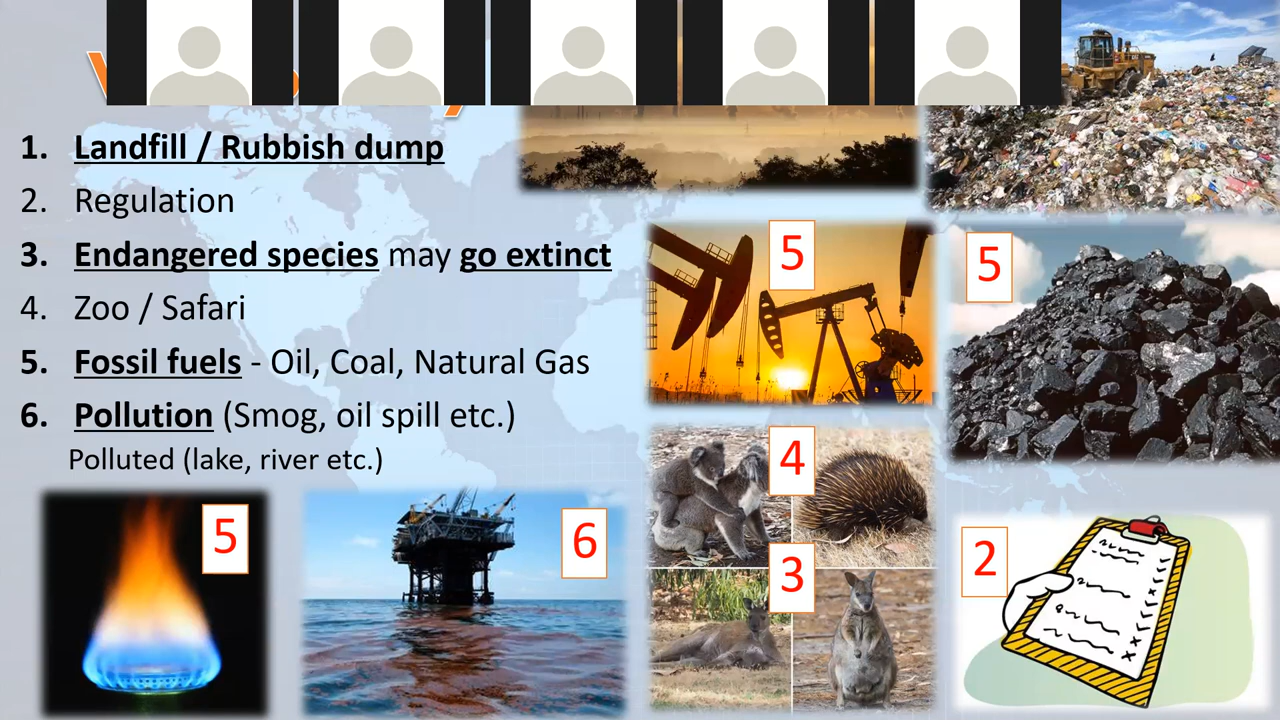 1. Landfill / Rubbish dump
2. Regulation
3. Endangered species may go extinct
4. Zoo / Safari
5. Fossil fuels - Oil, Coal, Natural Gas
6. Pollution (Smog, oil spill etc.)
Polluted (lake, river etc.)
5
5
4
3
5
6
2